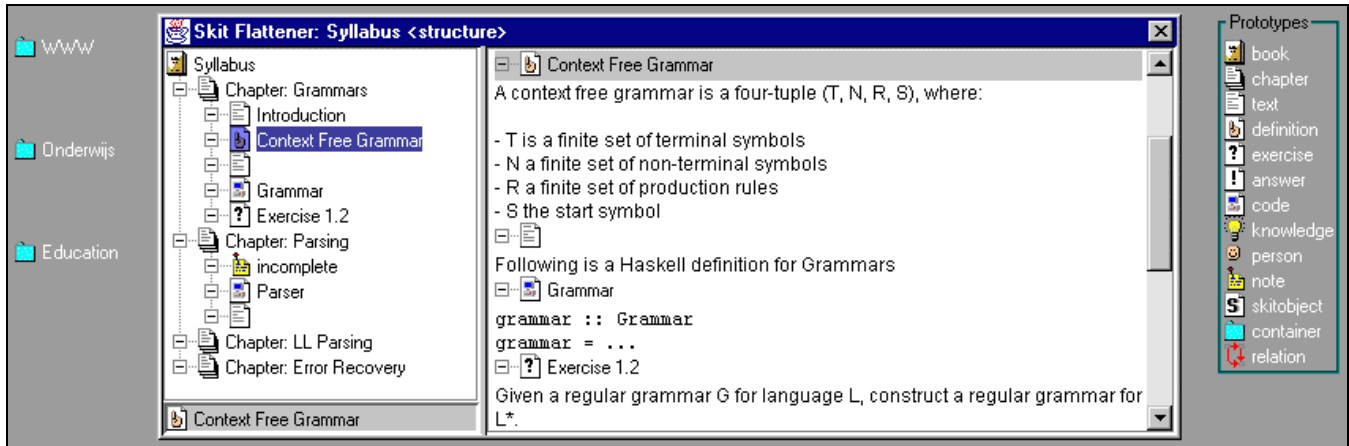 WWW
Onderwijs
Education
Skit Flattener: Syllabus <structure>
Syllabus
Chapter: Grammars
Introduction
Context Free Grammar
Grammar
Exercise 1.2
Chapter: Parsing
incomplete
Parser
Chapter: LL Parsing
Chapter: Error Recovery
Context Free Grammar
Context Free Grammar
A context free grammar is a four-tuple (T, N, R, S), where:
- T is a finite set of terminal symbols
- N a finite set of non-terminal symbols
- R a finite set of production rules
- S the start symbol
Following is a Haskell definition for Grammars
Grammar
grammar :: Grammar
grammar = ...
Exercise 1.2
Given a regular grammar G for language L, construct a regular grammar for
L*.
Prototypes
book
chapter
text
definition
exercise
answer
code
knowledge
person
note
skitobject
container
relation